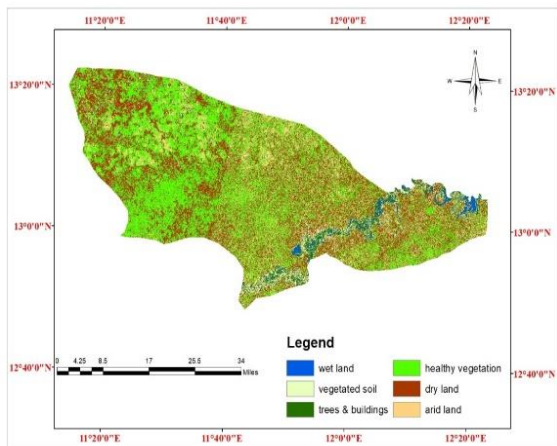 11°20'0"E 11°40'0"E 12°0'0"E 12°20'0"E
N
W E
S
13°20'0"N 13°20'0"N
13°0'0"N 13°0'0"N
12°40'0"N 12°40'0"N
0 4.25 8.5 17 25.5 34
Miles
Legend
wet land healthy vegetation
vegetated soil dry land
trees & buildings arid land
11°20'0"E 11°40'0"E 12°0'0"E 12°20'0"E